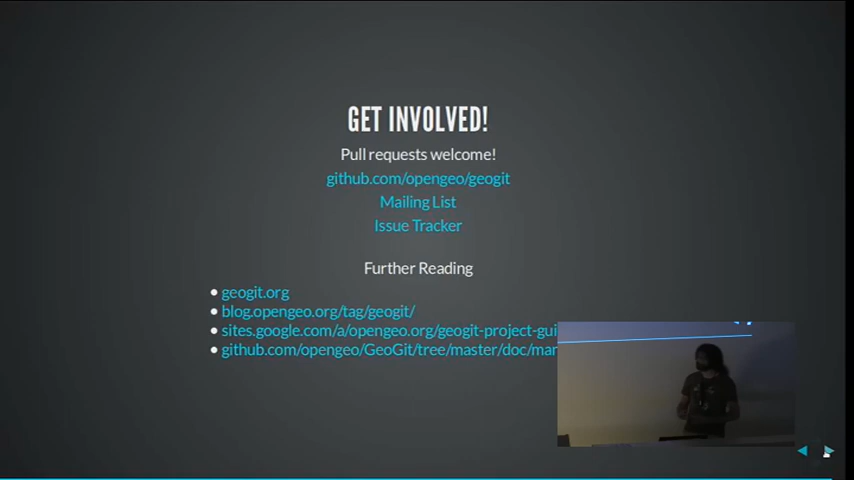 GET INVOLVED!
Pull requests welcome!
github.com/opengeo/geogit
Mailing List
Issue Tracker
Further Reading
• geogit.org
• blog.opengeo.org/tag/geogit/
• sites.google.com/a/opengeo.org/geogit-project-gui
• github.com/opengeo/GeoGit/tree/master/doc/mar